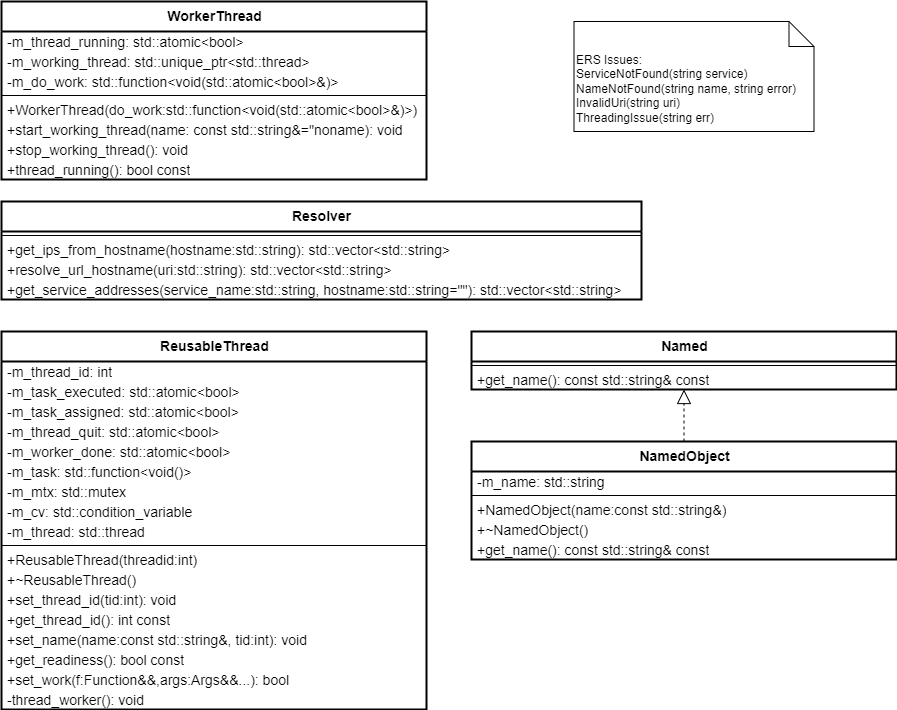 WorkerThread
-m_thread_running: std::atomic<bool>
-m_working_thread: std::unique_ptr<std::thread>
-m_do_work: std::function<void(std::atomic<bool>&)>
+WorkerThread(do_work:std::function<void(std::atomic<bool>&)>)
+start_working_thread(name: const std::string&="noname): void
+stop_working_thread(): void
+thread_running(): bool const
ERS Issues:
ServiceNotFound(string service)
NameNotFound(string name, string error)
InvalidUri(string uri)
ThreadingIssue(string err)
Resolver
+get_ips_from_hostname(hostname:std::string): std::vector<std::string>
+resolve_url_hostname(uri:std::string): std::vector<std::string>
+get_service_addresses(service_name:std::string, hostname:std::string=""): std::vector<std::string>
ReusableThread
-m_thread_id: int
-m_task_executed: std::atomic<bool>
-m_task_assigned: std::atomic<bool>
-m_thread_quit: std::atomic<bool>
-m_worker_done: std::atomic<bool>
-m_task: std::function<void()>
-m_mtx: std::mutex
-m_cv: std::condition_variable
-m_thread: std::thread
+ReusableThread(threadid:int)
+~ReusableThread()
+set_thread_id(tid:int): void
+get_thread_id(): int const
+set_name(name:const std::string&, tid:int): void
+get_readiness(): bool const
+set_work(f:Function&&,args:Args&&...): bool
-thread_worker(): void
Named
+get_name(): const std::string& const
NamedObject
-m_name: std::string
+NamedObject(name:const std::string&)
+~NamedObject()
+get_name(): const std::string& const